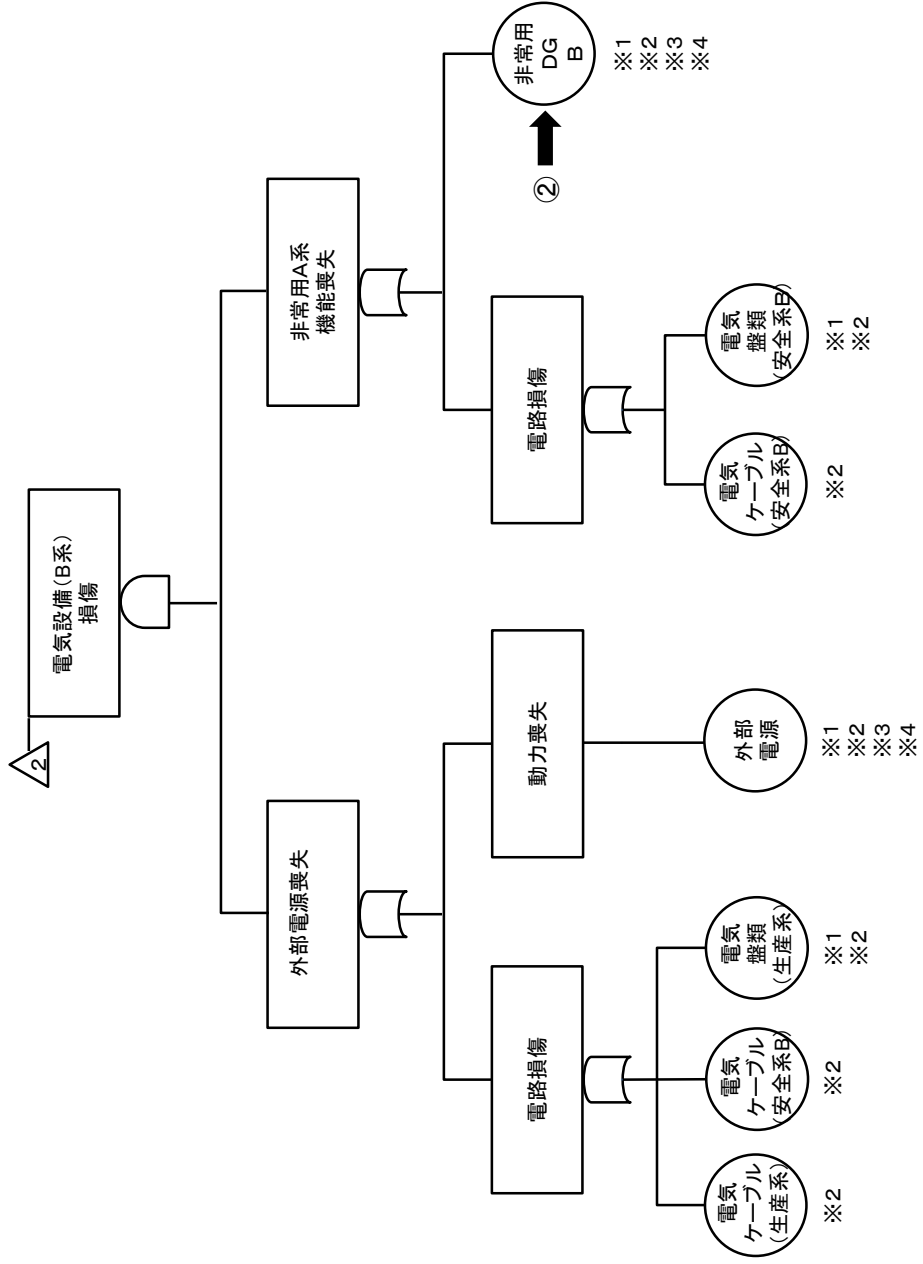 2
電気設備(B系)
損傷
外部電源喪失
非常用A系
機能喪失
電路損傷
動力喪失
電路損傷
非常用
DG
B
②
※1
※2
※3
※4
電気
ケーブル
(生産系)
※2
電気
ケーブル
(安全系B)
※2
電気
盤類
(生産系)
※1
※2
外部
電源
※1
※2
※3
※4
電気
ケーブル
(安全系B)
※2
電気
盤類
(安全系B)
※1
※2